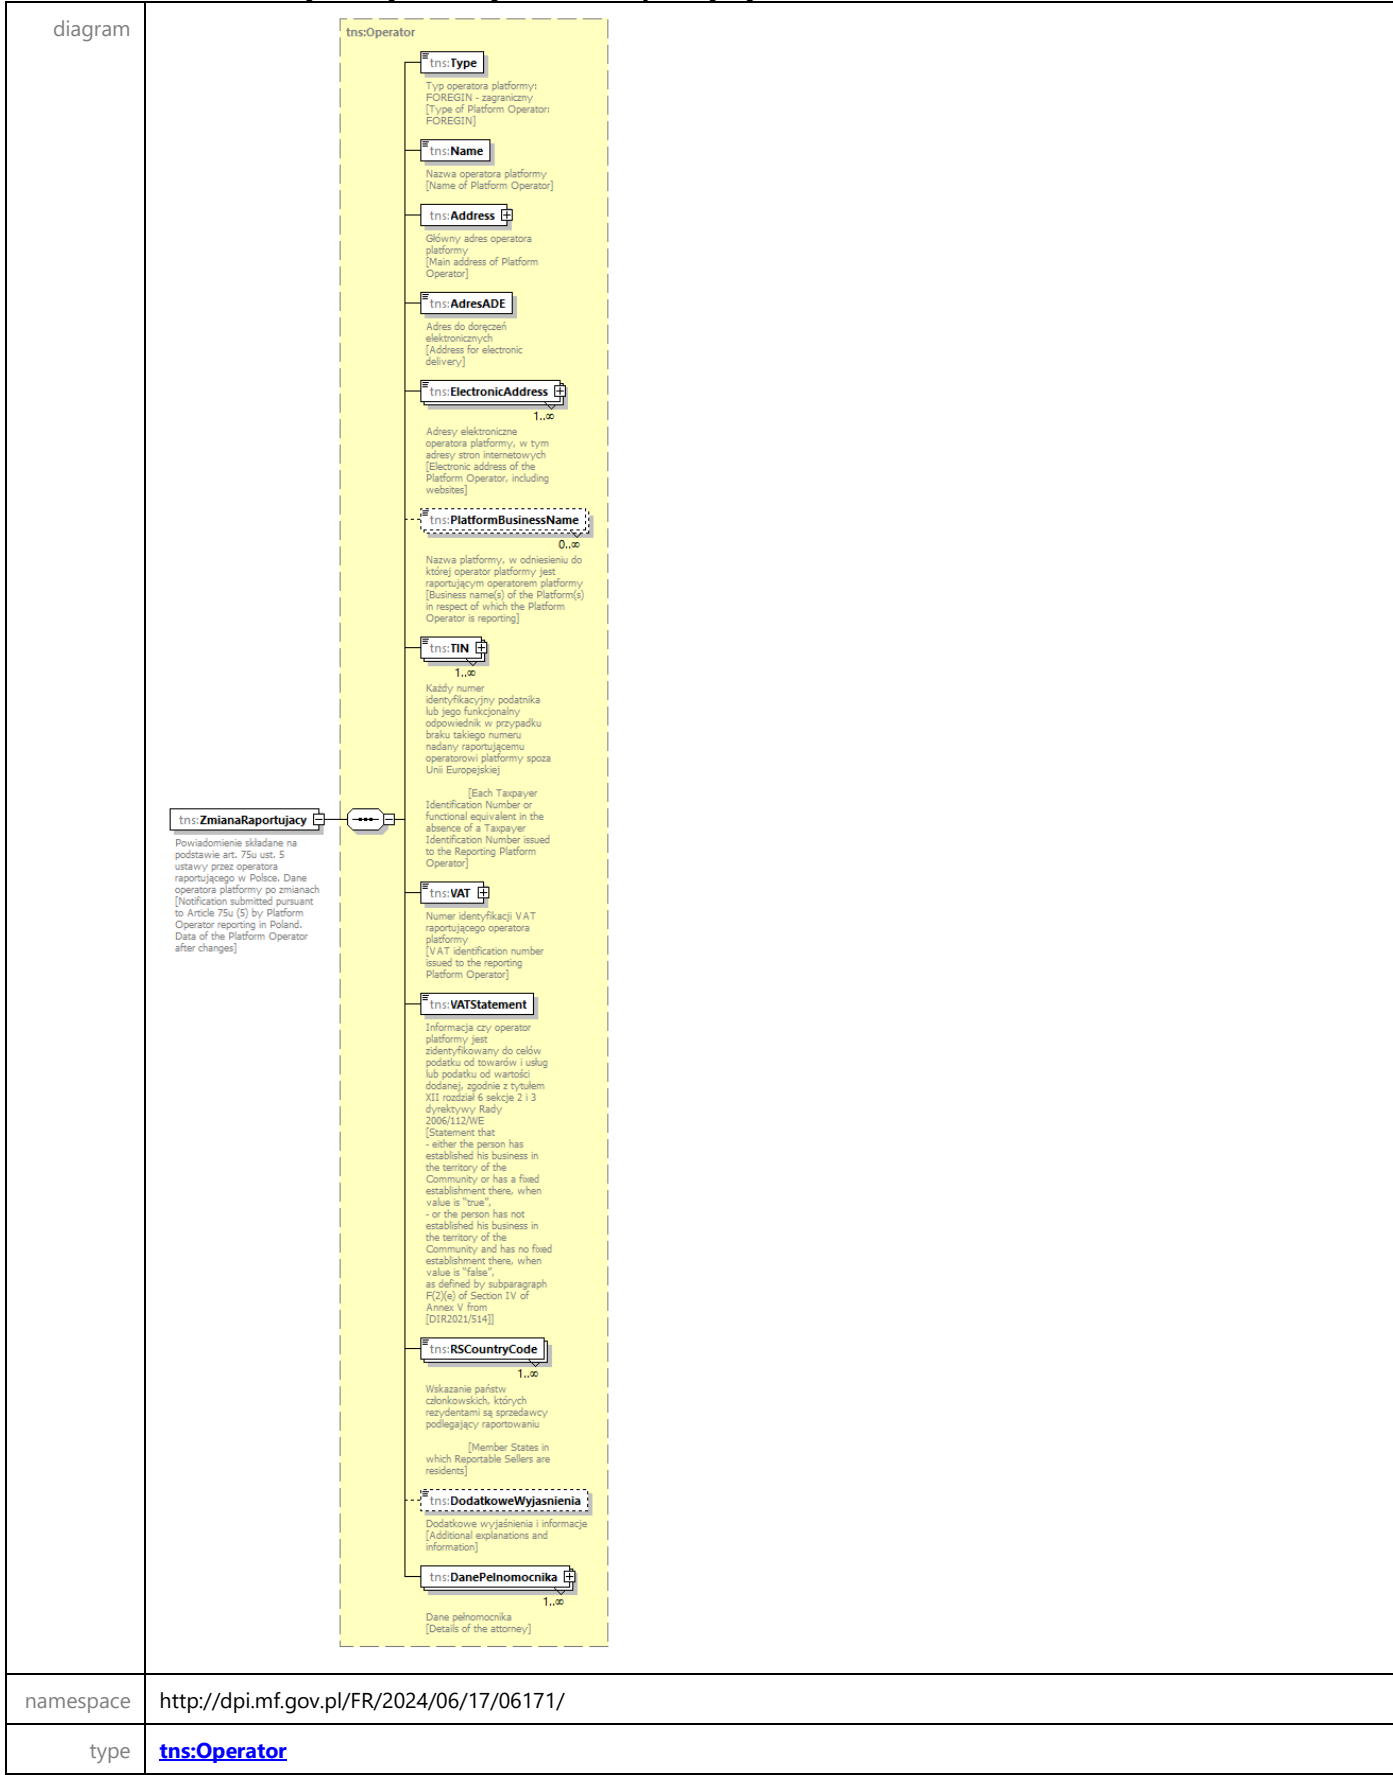 diagram
tns:Operator
tns:Type
Typ operatora platformy:
FOREGIN - zagraniczny
[Type of Platform Operator:
FOREGIN]
tns:Name
Nazwa operatora platformy
[Name of Platform Operator]
tns:Address
Główny adres operatora
platformy
[Main address of Platform
Operator]
tns:AdresADE
Adres do doręczeń
elektronicznych
[Address for electronic
delivery]
tns:ElectronicAddress
1..∞
Adresy elektroniczne
operatora platformy, w tym
adresy stron internetowych
[Electronic address of the
Platform Operator, including
websites]
tns:PlatformBusinessName
0..∞
Nazwa platformy, w odniesieniu do
której operator platformy jest
raportującym operatorem platformy
[Business name(s) of the Platform(s)
in respect of which the Platform
Operator is reporting]
tns:TIN
1..∞
Każdy numer
identyfikacyjny podatnika
lub jego funkcjonalny
odpowiednik w przypadku
braku takiego numeru
nadany raportującemu
operatorowi platformy spoza
Unii Europejskiej
[Each Taxpayer
Identification Number or
functional equivalent in the
absence of a Taxpayer
Identification Number issued
to the Reporting Platform
Operator]
tns:ZmianaRaportujacy
Powiadomienie składane na
podstawie art. 75u ust. 5
ustawy przez operatora
raportującego w Polsce. Dane
operatora platformy po zmianach
[Notification submitted pursuant
to Article 75u (5) by Platform
Operator reporting in Poland.
Data of the Platform Operator
after changes]
tns:VAT
Numer identyfikacji VAT
raportującego operatora
platformy
[VAT identification number
issued to the reporting
Platform Operator]
tns:VATStatement
Informacja czy operator
platformy jest
zidentyfikowany do celów
podatku od towarów i usług
lub podatku od wartości
dodanej, zgodnie z tytułem
XII rozdział 6 sekcje 2 i 3
dyrektywy Rady
2006/112/WE
[Statement that
- either the person has
established his business in
the territory of the
Community or has a fixed
establishment there, when
value is "true",
- or the person has not
established his business in
the territory of the
Community and has no fixed
establishment there, when
value is "false",
as defined by subparagraph
F(2)(e) of Section IV of
Annex V from
[DIR2021/514]]
tns:RSCountryCode
1..∞
Wskazanie państw
członkowskich, których
rezydentami są sprzedawcy
podlegający raportowaniu
[Member States in
which Reportable Sellers are
residents]
tns:DodatkoweWyjasnienia
Dodatkowe wyjaśnienia i informacje
[Additional explanations and
information]
tns:DanePelnomocnika
1..∞
Dane pełnomocnika
[Details of the attorney]
namespace
http://dpi.mf.gov.pl/FR/2024/06/17/06171/
type
tns:Operator